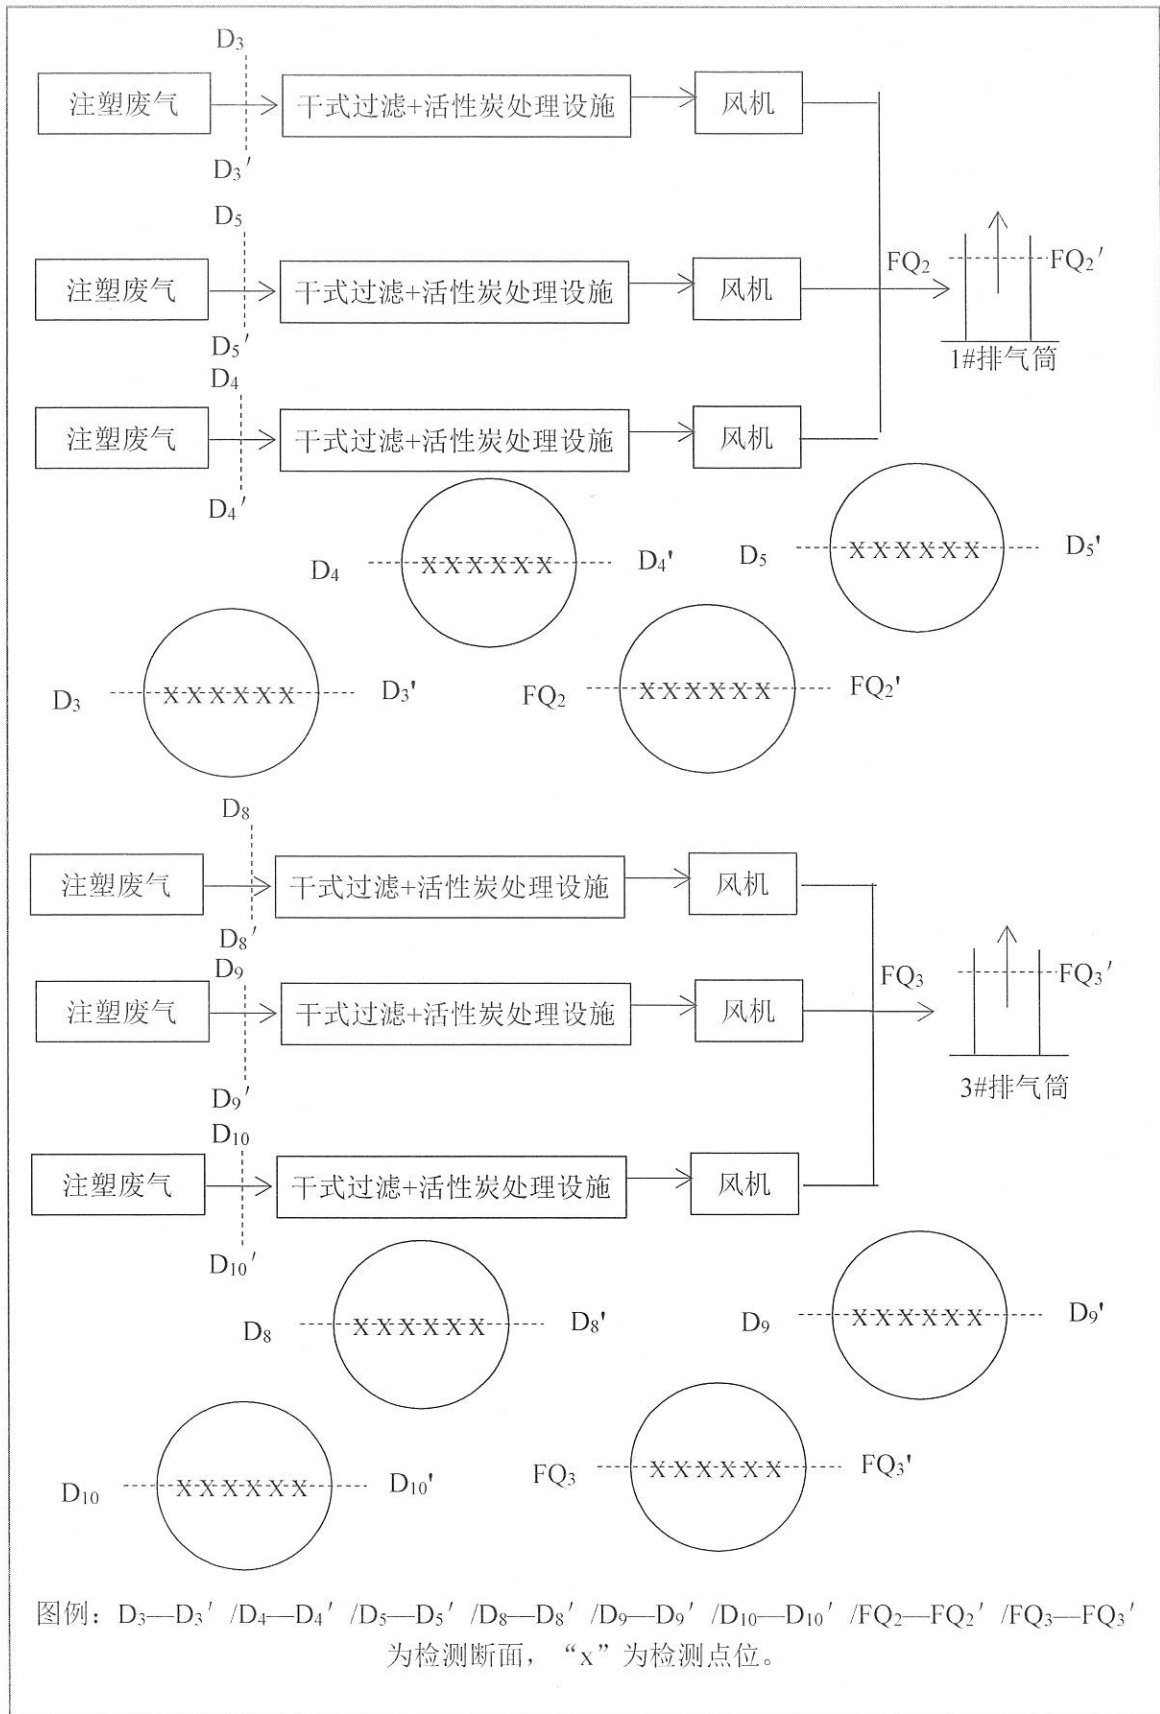 D₃
注塑废气 干式过滤+活性炭处理设施 风机
D₃′
D₅
注塑废气 干式过滤+活性炭处理设施 风机 FQ₂ FQ₂′
D₅′ 1#排气筒
D₄
注塑废气 干式过滤+活性炭处理设施 风机
D₄′
D₄ XXXXXX D₄' D₅ XXXXXX D₅'
D₃ XXXXXX D₃' FQ₂ XXXXXX FQ₂'
D₈
注塑废气 干式过滤+活性炭处理设施 风机
D₈′
D₉ FQ₃ FQ₃′
注塑废气 干式过滤+活性炭处理设施 风机
D₉′ 3#排气筒
D₁₀
注塑废气 干式过滤+活性炭处理设施 风机
D₁₀′
D₈ XXXXXX D₈' D₉ XXXXXX D₉'
D₁₀ XXXXXX D₁₀' FQ₃ XXXXXX FQ₃'
图例：D₃—D₃′ /D₄—D₄′ /D₅—D₅′ /D₈—D₈′ /D₉—D₉′ /D₁₀—D₁₀′ /FQ₂—FQ₂′ /FQ₃—FQ₃′
为检测断面，“x”为检测点位。